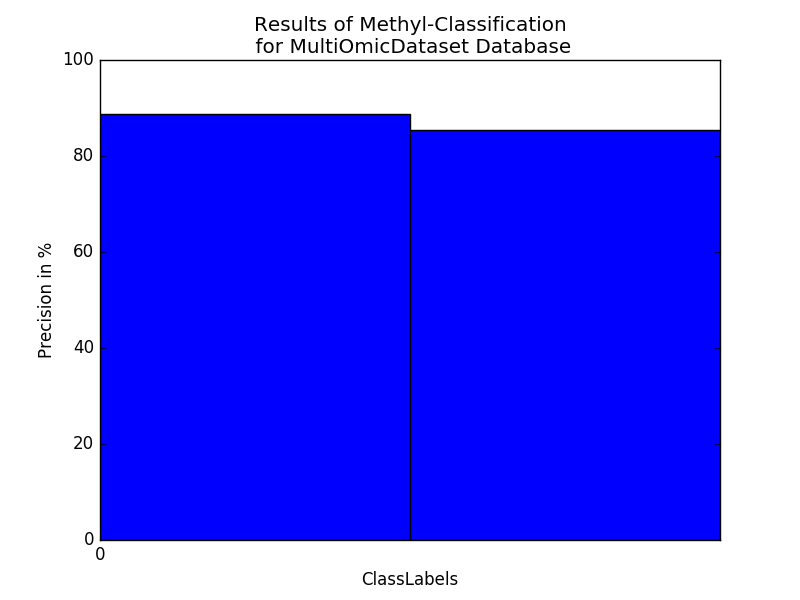 Results of Methyl-Classification
for MultiOmicDataset Database
100
80
60
40
20
0
0
Precision in %
ClassLabels